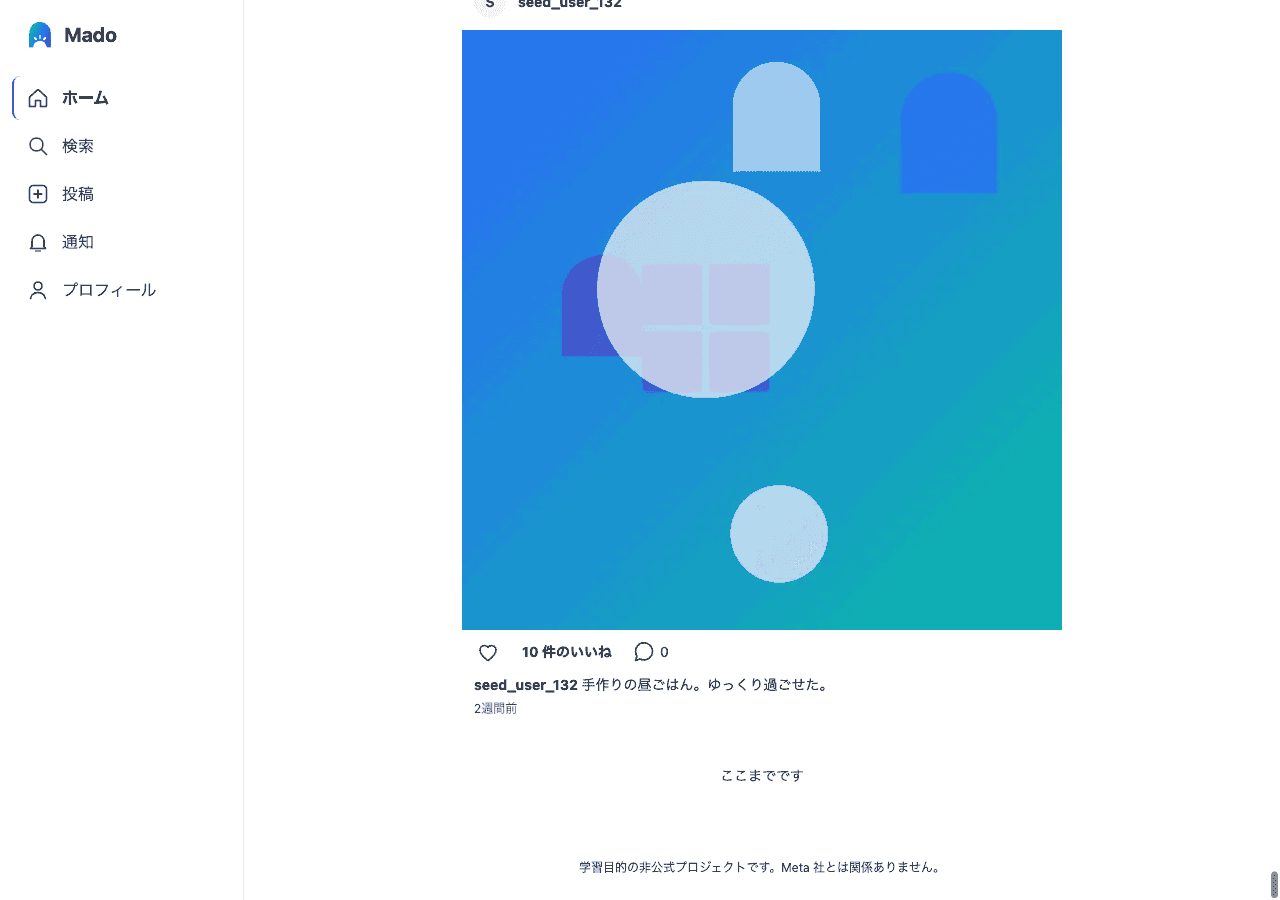 Mado
ホーム
検索
投稿
通知
プロフィール
S seed_user_132
10 件のいいね 0
seed_user_132 手作りの昼ごはん。ゆっくり過ごせた。
2週間前
ここまでです
学習目的の非公式プロジェクトです。Meta 社とは関係ありません。